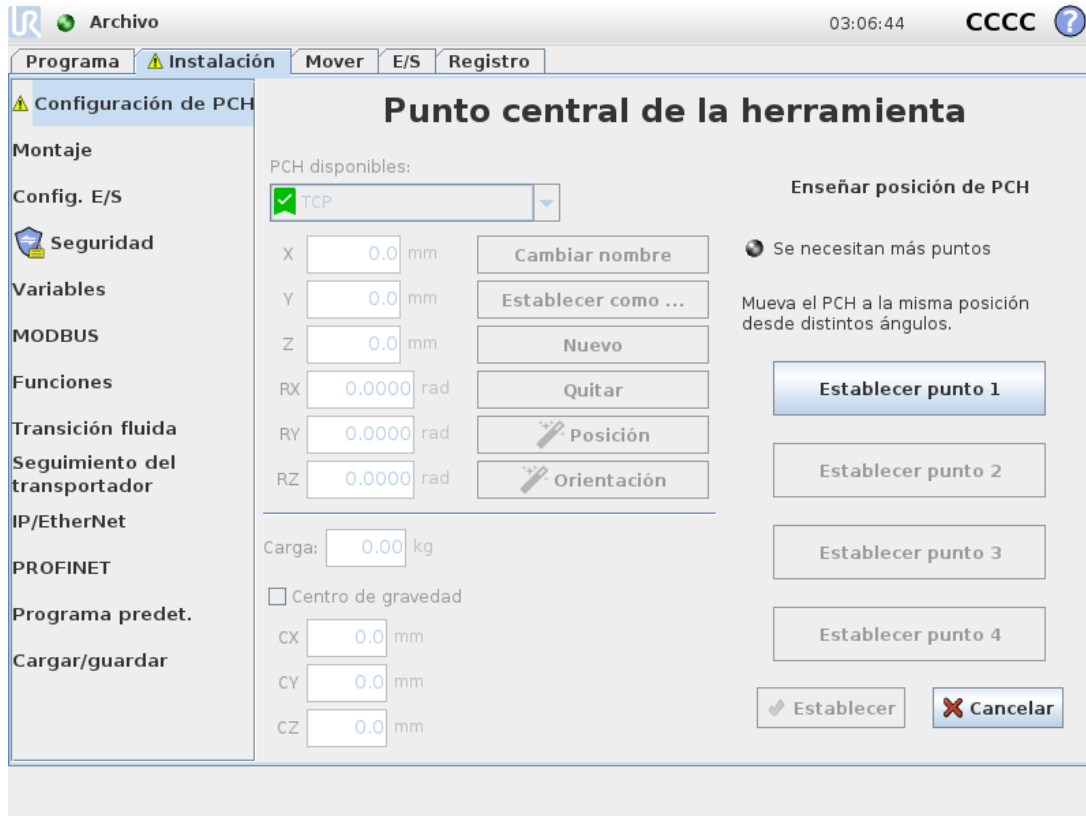 UR Archivo 03:06:44 CCCC ?
Programa Instalación Mover E/S Registro
Configuración de PCH
Montaje
Config. E/S
Seguridad
Variables
MODBUS
Funciones
Transición fluida
Seguimiento del
transportador
IP/EtherNet
PROFINET
Programa predet.
Cargar/guardar
Punto central de la herramienta
PCH disponibles:
TCP
X 0.0 mm Cambiar nombre
Y 0.0 mm Establecer como ...
Z 0.0 mm Nuevo
RX 0.0000 rad Quitar
RY 0.0000 rad Posición
RZ 0.0000 rad Orientación
Carga: 0.00 kg
Centro de gravedad
CX 0.0 mm
CY 0.0 mm
CZ 0.0 mm
Enseñar posición de PCH
Se necesitan más puntos
Mueva el PCH a la misma posición
desde distintos ángulos.
Establecer punto 1
Establecer punto 2
Establecer punto 3
Establecer punto 4
Establecer Cancelar